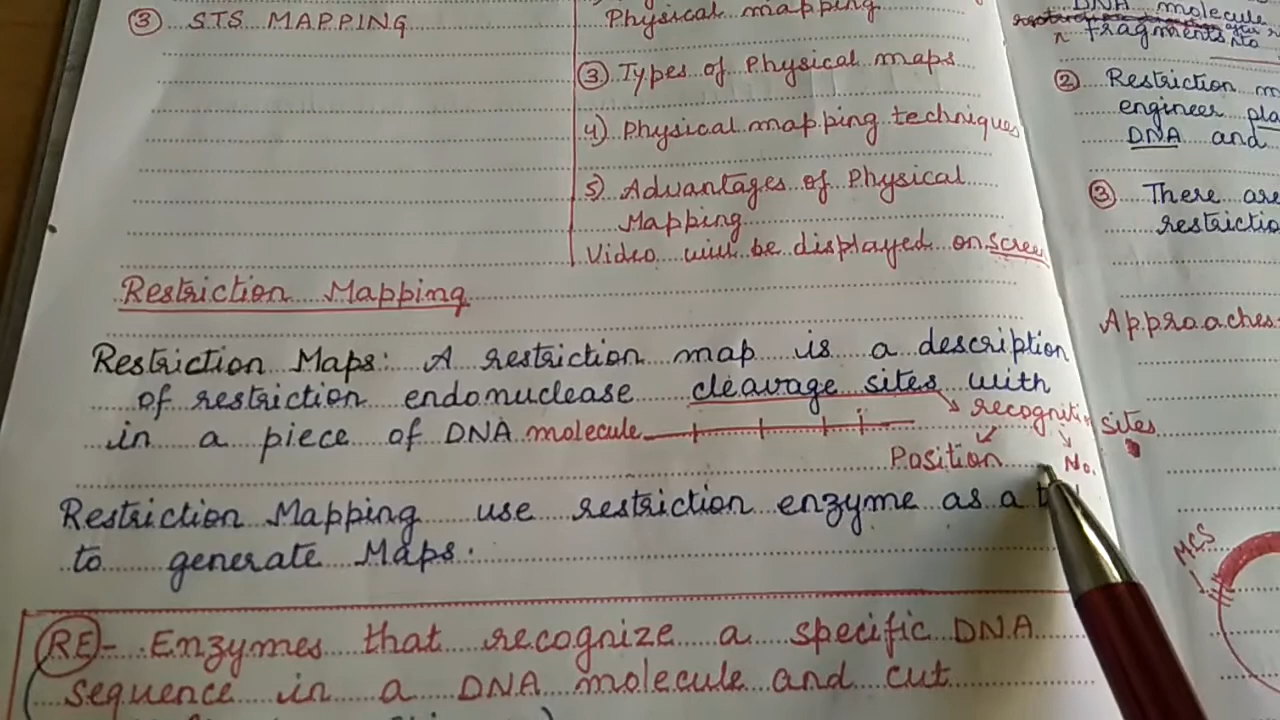 ③ STS MAPPING
Physical mapping
③ Types of Physical maps
4) Physical mapping techniques
5) Advantages of Physical
Mapping
Video will be displayed on Screen
Restriction Mapping
Restriction Maps: A restriction map is a description
of restriction endonuclease cleavage sites with
in a piece of DNA molecule
recognition sites
Position No.
Restriction Mapping use restriction enzyme as a
to generate Maps.
RE - Enzymes that recognize a specific DNA
sequence in a DNA molecule and cut
DNA molecule
fragments
② Restriction m
engineer pla
DNA and
③ There are
restrictio
Approaches
MCS